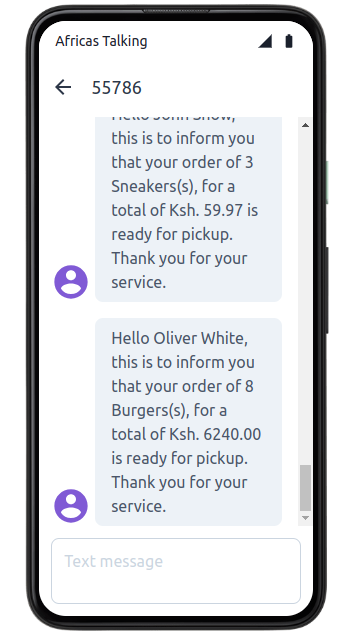 Africas Talking
55786
Hello John Snow,
this is to inform you
that your order of 3
Sneakers(s), for a
total of Ksh. 59.97 is
ready for pickup.
Thank you for your
service.
Hello Oliver White,
this is to inform you
that your order of 8
Burgers(s), for a
total of Ksh. 6240.00
is ready for pickup.
Thank you for your
service.
Text message